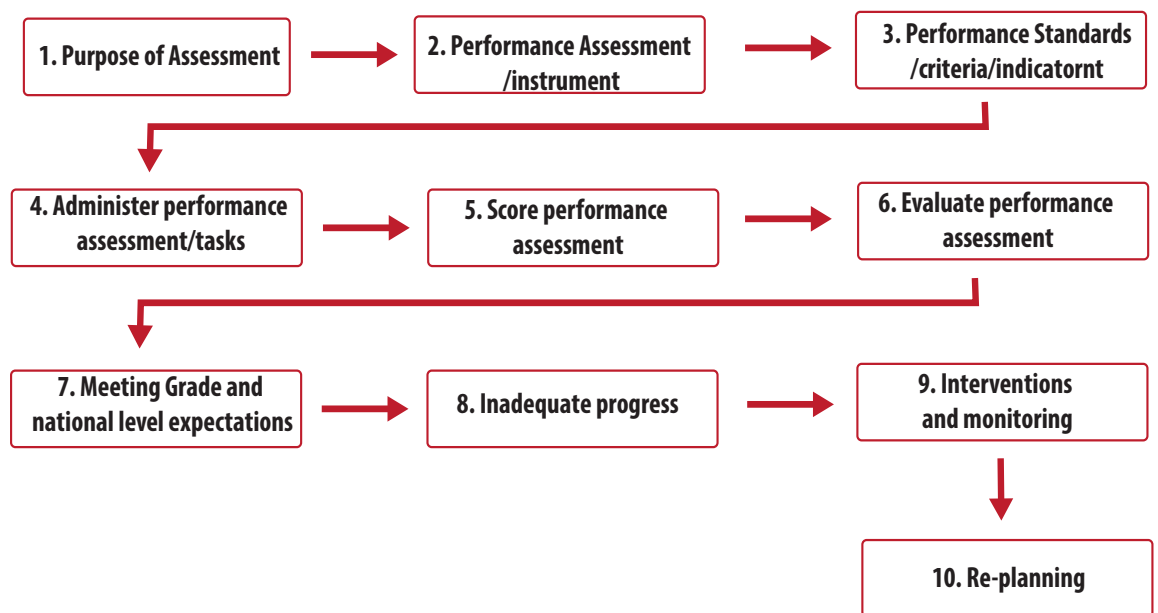 1. Purpose of Assessment
2. Performance Assessment
/instrument
3. Performance Standards
/criteria/indicatornt
4. Administer performance
assessment/tasks
5. Score performance
assessment
6. Evaluate performance
assessment
7. Meeting Grade and
national level expectations
8. Inadequate progress
9. Interventions
and monitoring
10. Re-planning